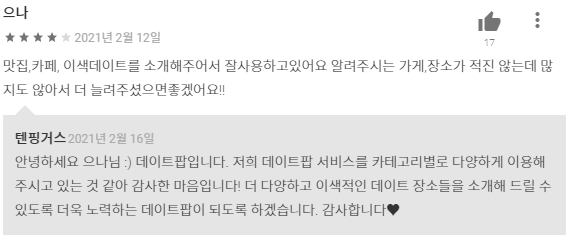 으나
★★★★★ 2021년 2월 12일
17
맛집,카페, 이색데이트를 소개해주어서 잘사용하고있어요 알려주시는 가게,장소가 적진 않는데 많
지도 않아서 더 늘려주셨으면좋겠어요!!
텐핑거스 2021년 2월 16일
안녕하세요 으나님 :) 데이트팝입니다. 저희 데이트팝 서비스를 카테고리별로 다양하게 이용해
주시고 있는 것 같아 감사한 마음입니다! 더 다양하고 이색적인 데이트 장소들을 소개해 드릴 수
있도록 더욱 노력하는 데이트팝이 되도록 하겠습니다. 감사합니다♥